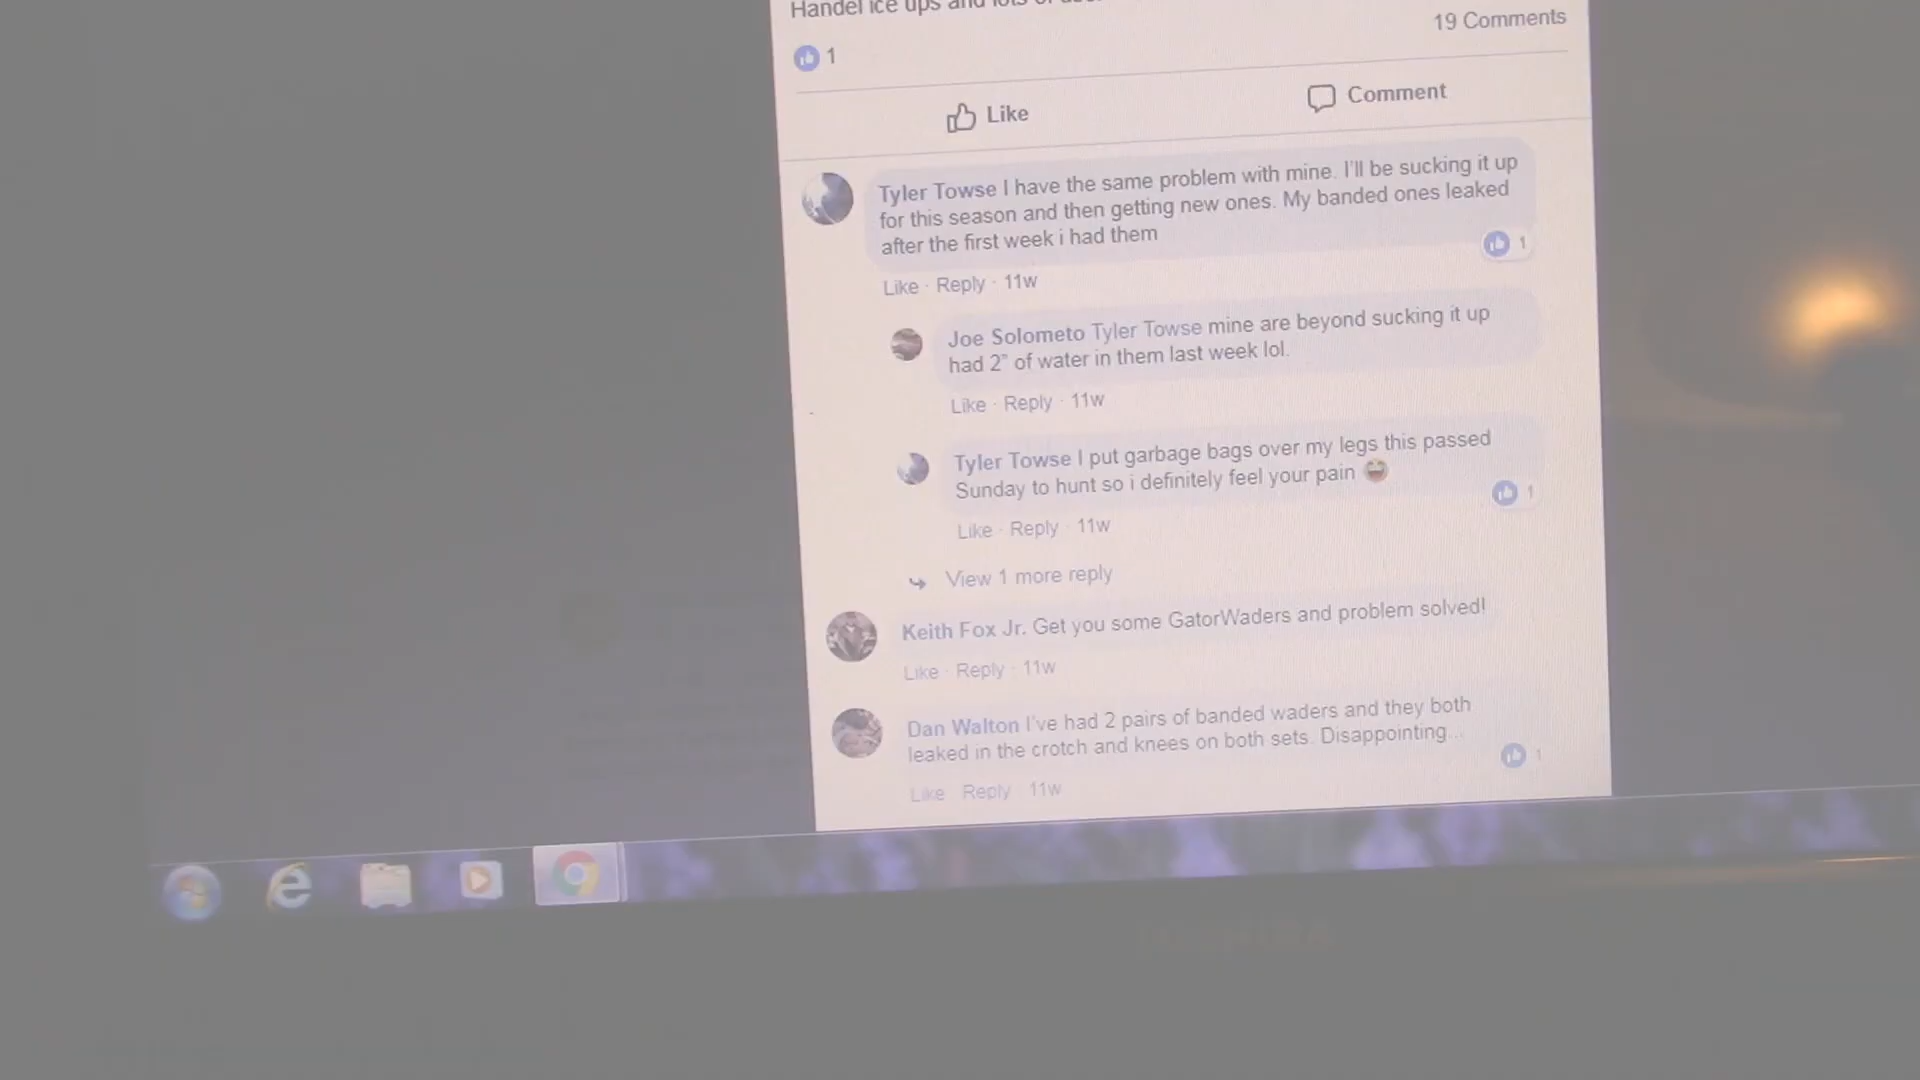 Handel ice ups and lots of
19 Comments
1
Like
Comment
Tyler Towse I have the same problem with mine. I'll be sucking it up
for this season and then getting new ones. My banded ones leaked
after the first week i had them
1
Like · Reply · 11w
Joe Solometo Tyler Towse mine are beyond sucking it up
had 2" of water in them last week lol.
Like · Reply · 11w
Tyler Towse I put garbage bags over my legs this passed
Sunday to hunt so i definitely feel your pain 😆
1
Like · Reply · 11w
View 1 more reply
Keith Fox Jr. Get you some GatorWaders and problem solved!
Like · Reply · 11w
Dan Walton I've had 2 pairs of banded waders and they both
leaked in the crotch and knees on both sets. Disappointing...
1
Like Reply 11w